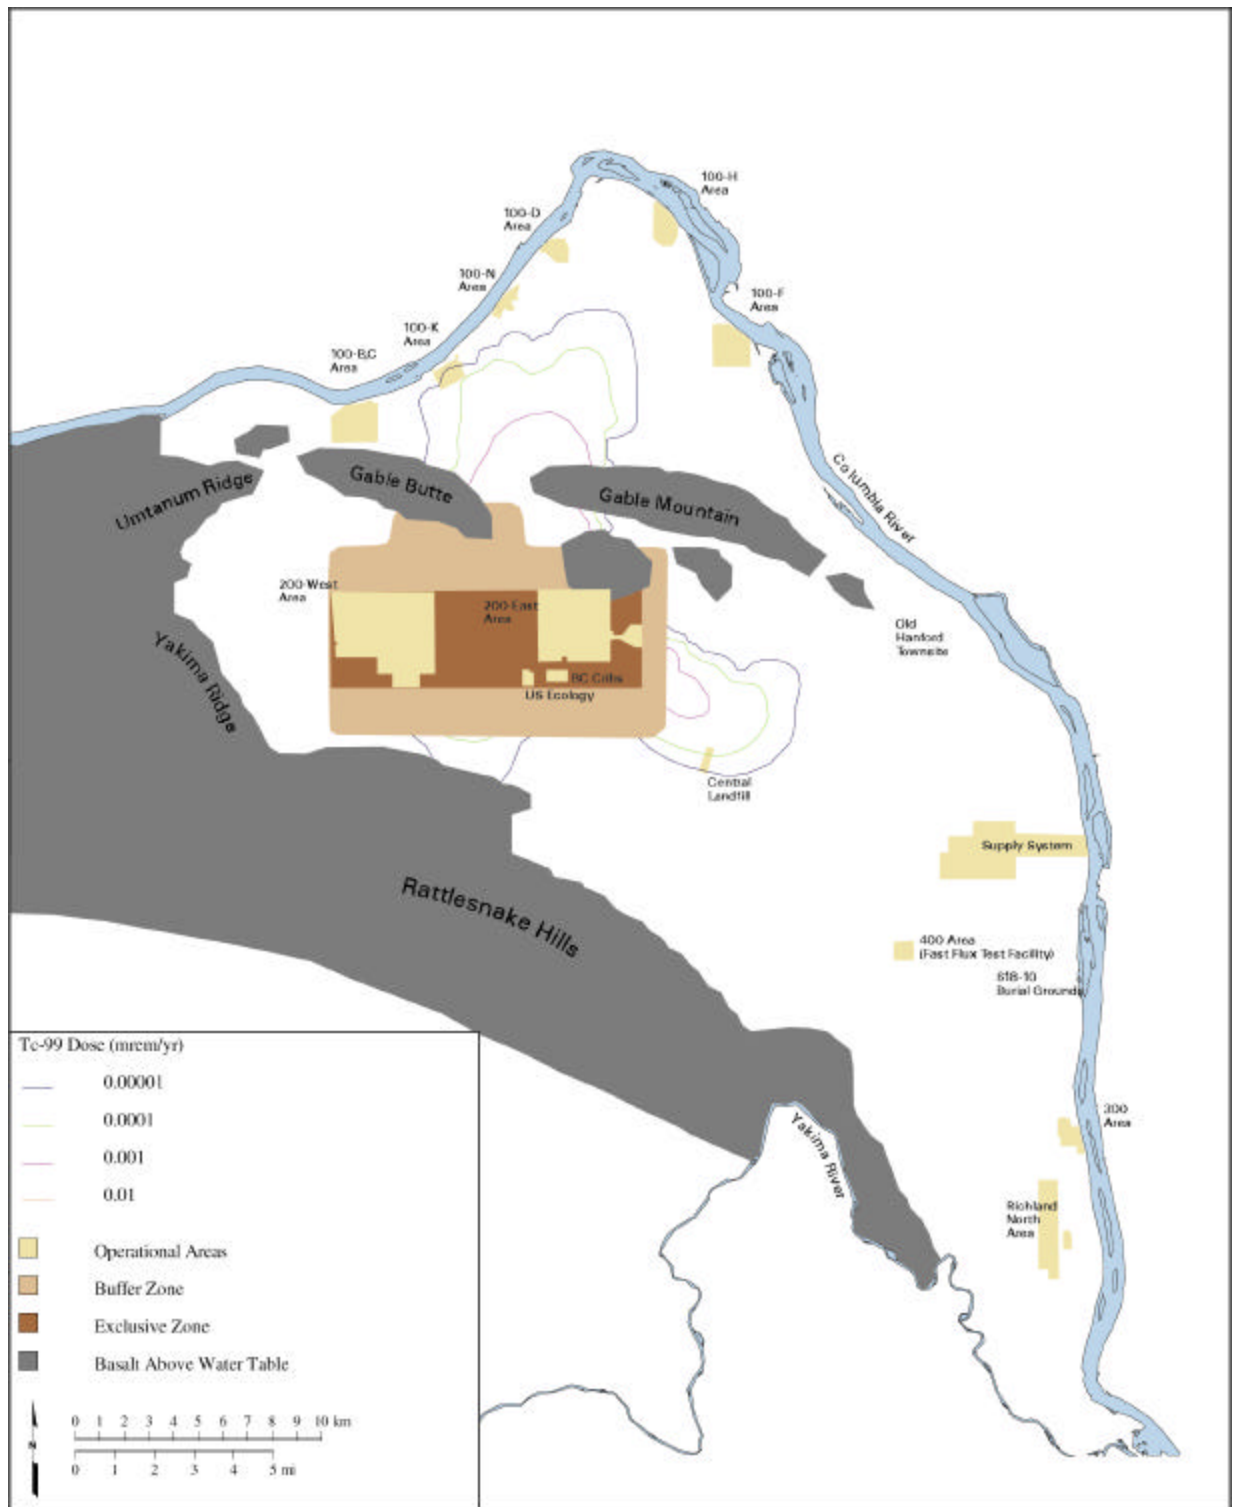 100-H
Area
100-D
Area
100-N
Area
100-F
Area
100-K
Area
100-B,C
Area
Columbia River
Umtanum Ridge
Gable Butte
Gable Mountain
200-West
Area
200-East
Area
Old
Hanford
Townsite
Yakima Ridge
BC Cribs
US Ecology
Central
Landfill
Supply System
Rattlesnake Hills
400 Area
(Fast Flux Test Facility)
618-10
Burial Grounds
Tc-99 Dose (mrem/yr)
0.00001
0.0001
0.001
0.01
300
Area
Yakima River
Richland
North
Area
Operational Areas
Buffer Zone
Exclusive Zone
Basalt Above Water Table
0 1 2 3 4 5 6 7 8 9 10 km
N
0 1 2 3 4 5 mi